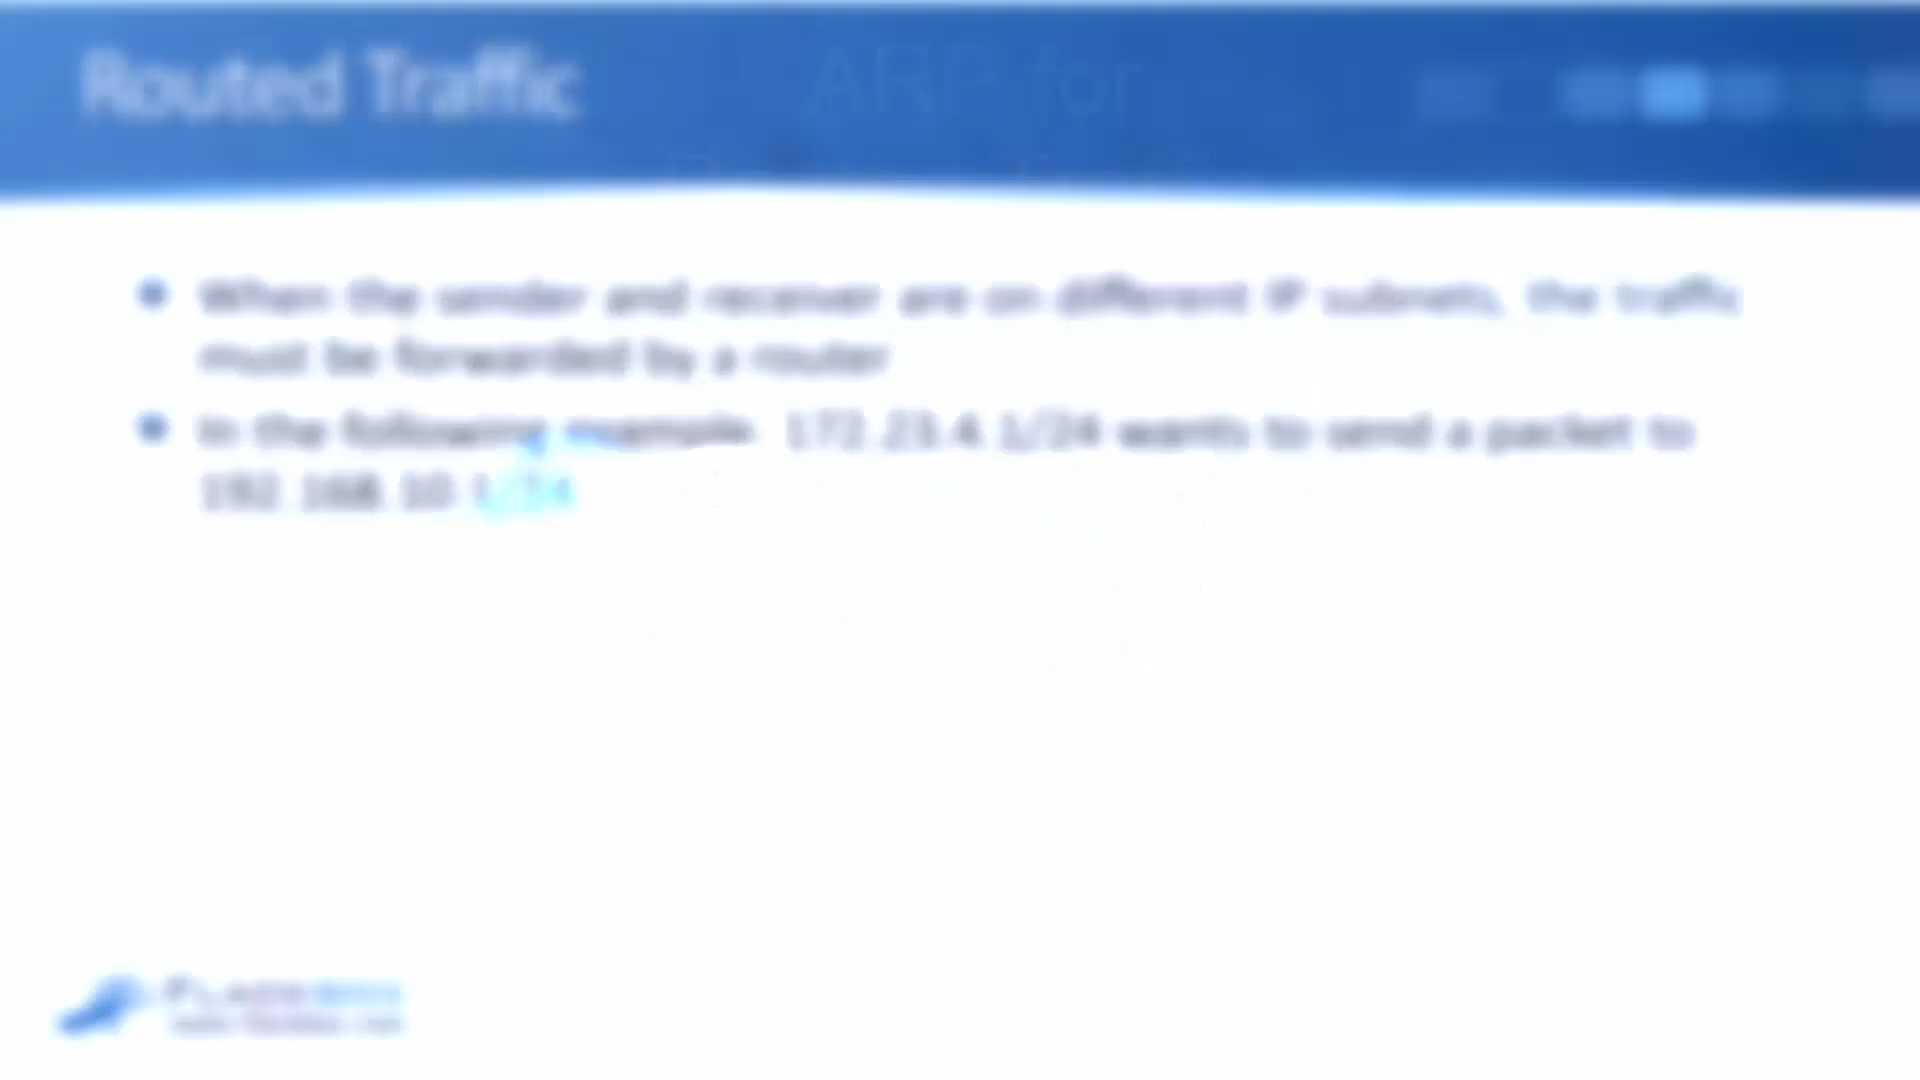 Routed Traffic
ARP for
When the sender and receiver are on different IP subnets, the traffic
must be forwarded by a router
In the following example, 172.23.4.1/24 wants to send a packet to
192.168.10.1/24